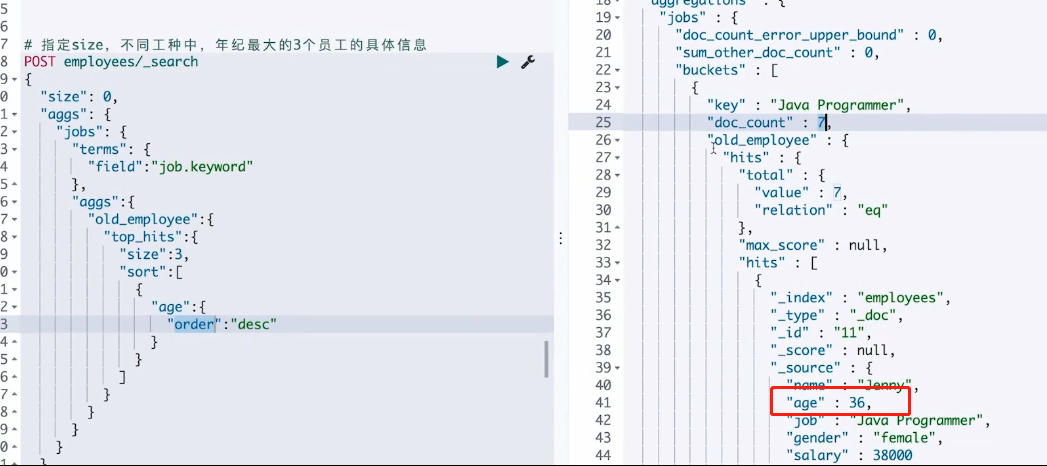 5
6
7 # 指定size，不同工种中，年纪最大的3个员工的具体信息
8 POST employees/_search
9 {
0 "size": 0,
1 "aggs": {
2 "jobs": {
3 "terms": {
4 "field":"job.keyword"
5 },
6 "aggs":{
7 "old_employee":{
8 "top_hits":{
9 "size":3,
0 "sort":[
1 {
2 "age":{
3 "order":"desc"
4 }
5 }
6 ]
7 }
8 }
9 }
0 }
1 }
18 "aggregations" : {
19 "jobs" : {
20 "doc_count_error_upper_bound" : 0,
21 "sum_other_doc_count" : 0,
22 "buckets" : [
23 {
24 "key" : "Java Programmer",
25 "doc_count" : 7,
26 "old_employee" : {
27 "hits" : {
28 "total" : {
29 "value" : 7,
30 "relation" : "eq"
31 },
32 "max_score" : null,
33 "hits" : [
34 {
35 "_index" : "employees",
36 "_type" : "_doc",
37 "_id" : "11",
38 "_score" : null,
39 "_source" : {
40 "name" : "Jenny",
41 "age" : 36,
42 "job" : "Java Programmer",
43 "gender" : "female",
44 "salary" : 38000